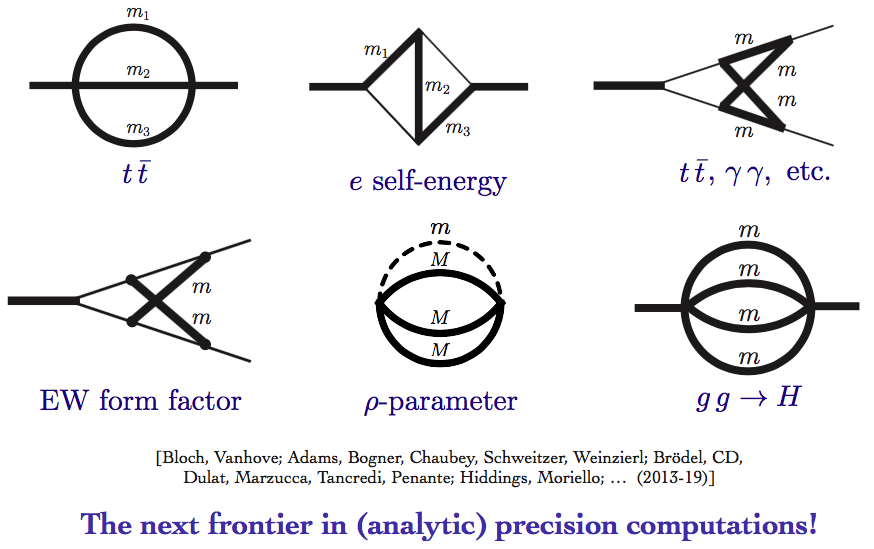 m₁
m₂
m₃
t t̄
m₁
m₂
m₃
e self-energy
m
m
m
m
t t̄, γ γ, etc.
m
m
EW form factor
m
M
M
M
ρ-parameter
m
m
m
m
g g → H
[Bloch, Vanhove; Adams, Bogner, Chaubey, Schweitzer, Weinzierl; Brödel, CD,
Dulat, Marzucca, Tancredi, Penante; Hiddings, Moriello; … (2013-19)]
The next frontier in (analytic) precision computations!